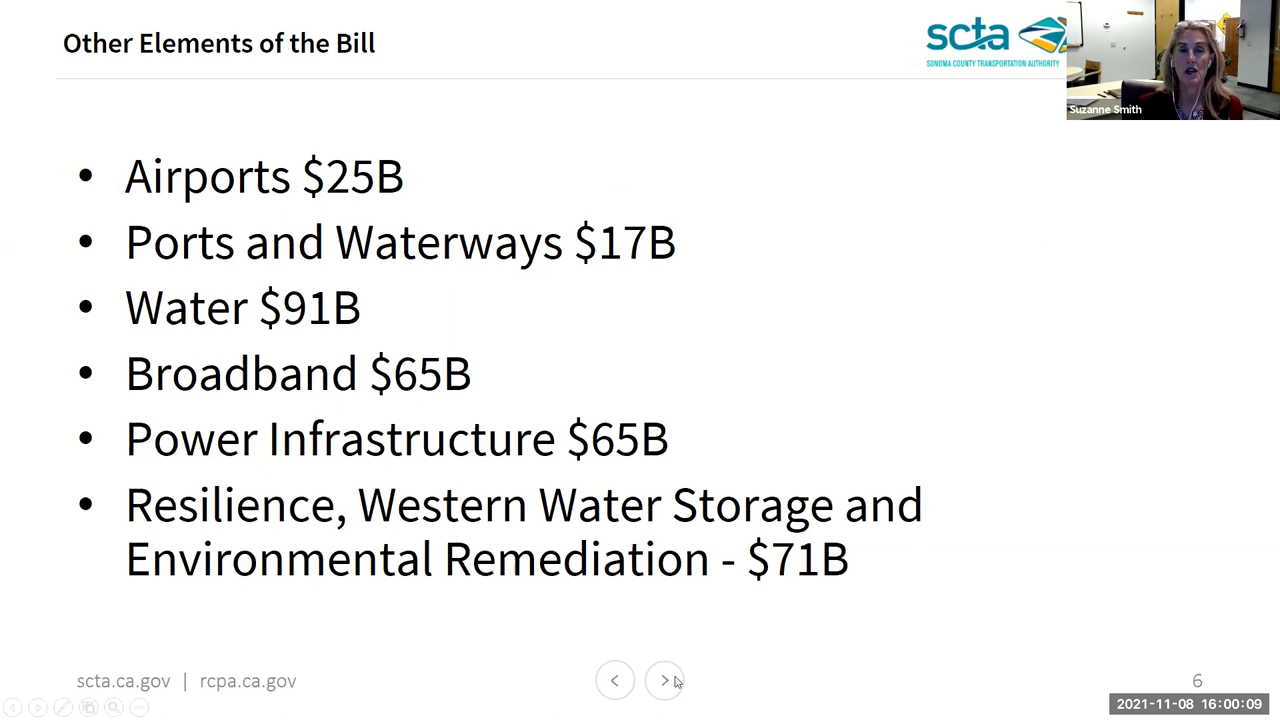 Other Elements of the Bill
scta
SONOMA COUNTY TRANSPORTATION AUTHORITY
Suzanne Smith
• Airports $25B
• Ports and Waterways $17B
• Water $91B
• Broadband $65B
• Power Infrastructure $65B
• Resilience, Western Water Storage and
Environmental Remediation - $71B
scta.ca.gov | rcpa.ca.gov
6
2021-11-08 16:00:09